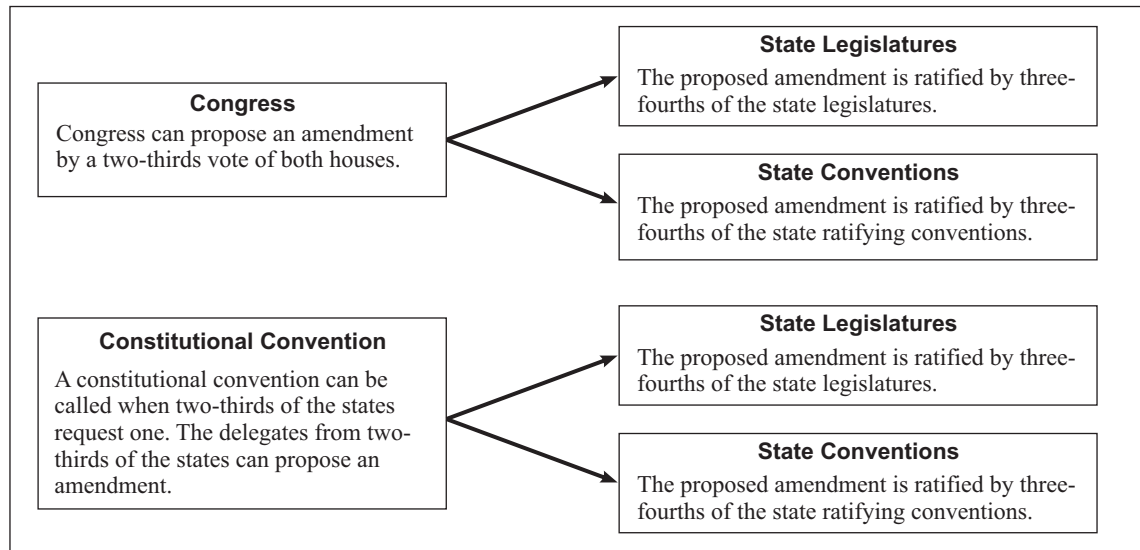 Congress
Congress can propose an amendment
by a two-thirds vote of both houses.
State Legislatures
The proposed amendment is ratified by three-
fourths of the state legislatures.
State Conventions
The proposed amendment is ratified by three-
fourths of the state ratifying conventions.
Constitutional Convention
A constitutional convention can be
called when two-thirds of the states
request one. The delegates from two-
thirds of the states can propose an
amendment.
State Legislatures
The proposed amendment is ratified by three-
fourths of the state legislatures.
State Conventions
The proposed amendment is ratified by three-
fourths of the state ratifying conventions.